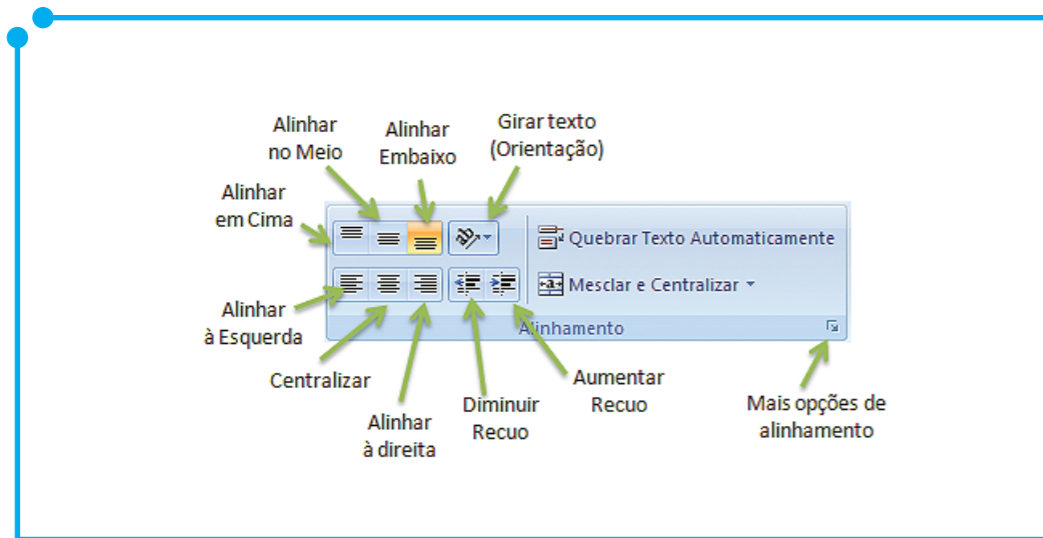 Alinhar
no Meio
Alinhar
Embaixo
Girar texto
(Orientação)
Alinhar
em Cima
Quebrar Texto Automaticamente
Mesclar e Centralizar
Alinhamento
Alinhar
à Esquerda
Centralizar
Alinhar
à direita
Diminuir
Recuo
Aumentar
Recuo
Mais opções de
alinhamento